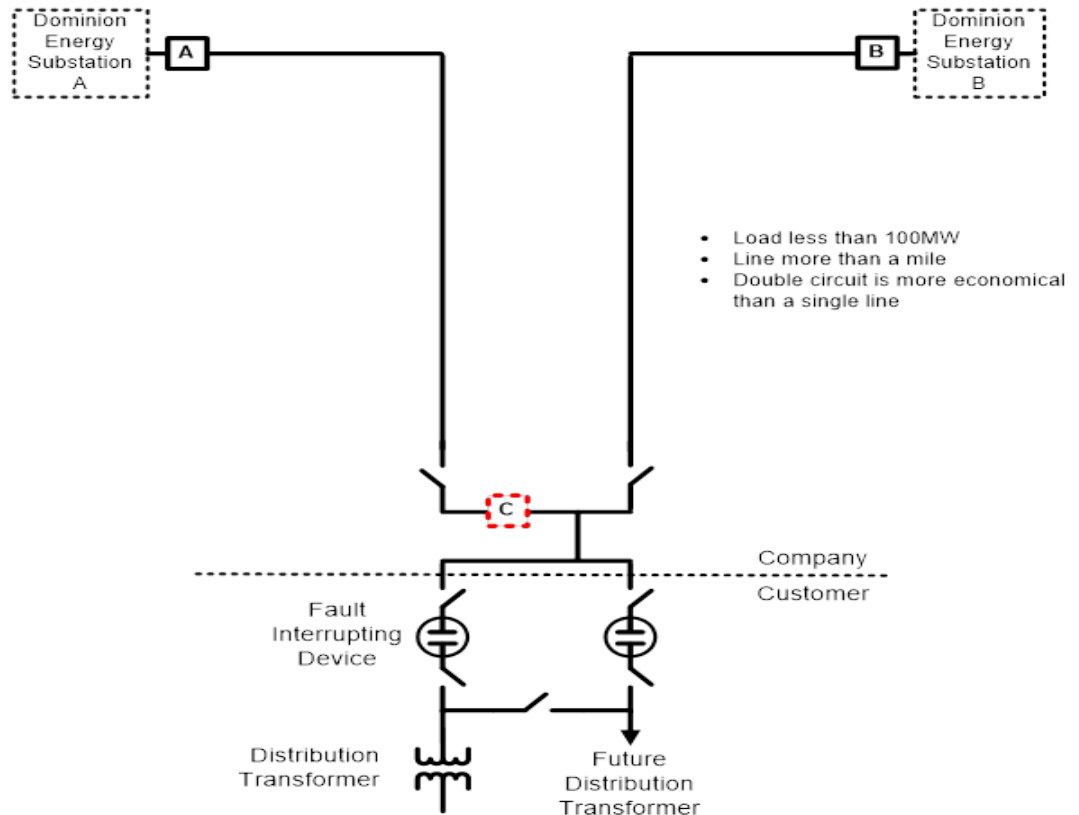 Dominion
Energy
Substation
A
A
B
Dominion
Energy
Substation
B
• Load less than 100MW
• Line more than a mile
• Double circuit is more economical
than a single line
C
Company
Customer
Fault
Interrupting
Device
Distribution
Transformer
Future
Distribution
Transformer